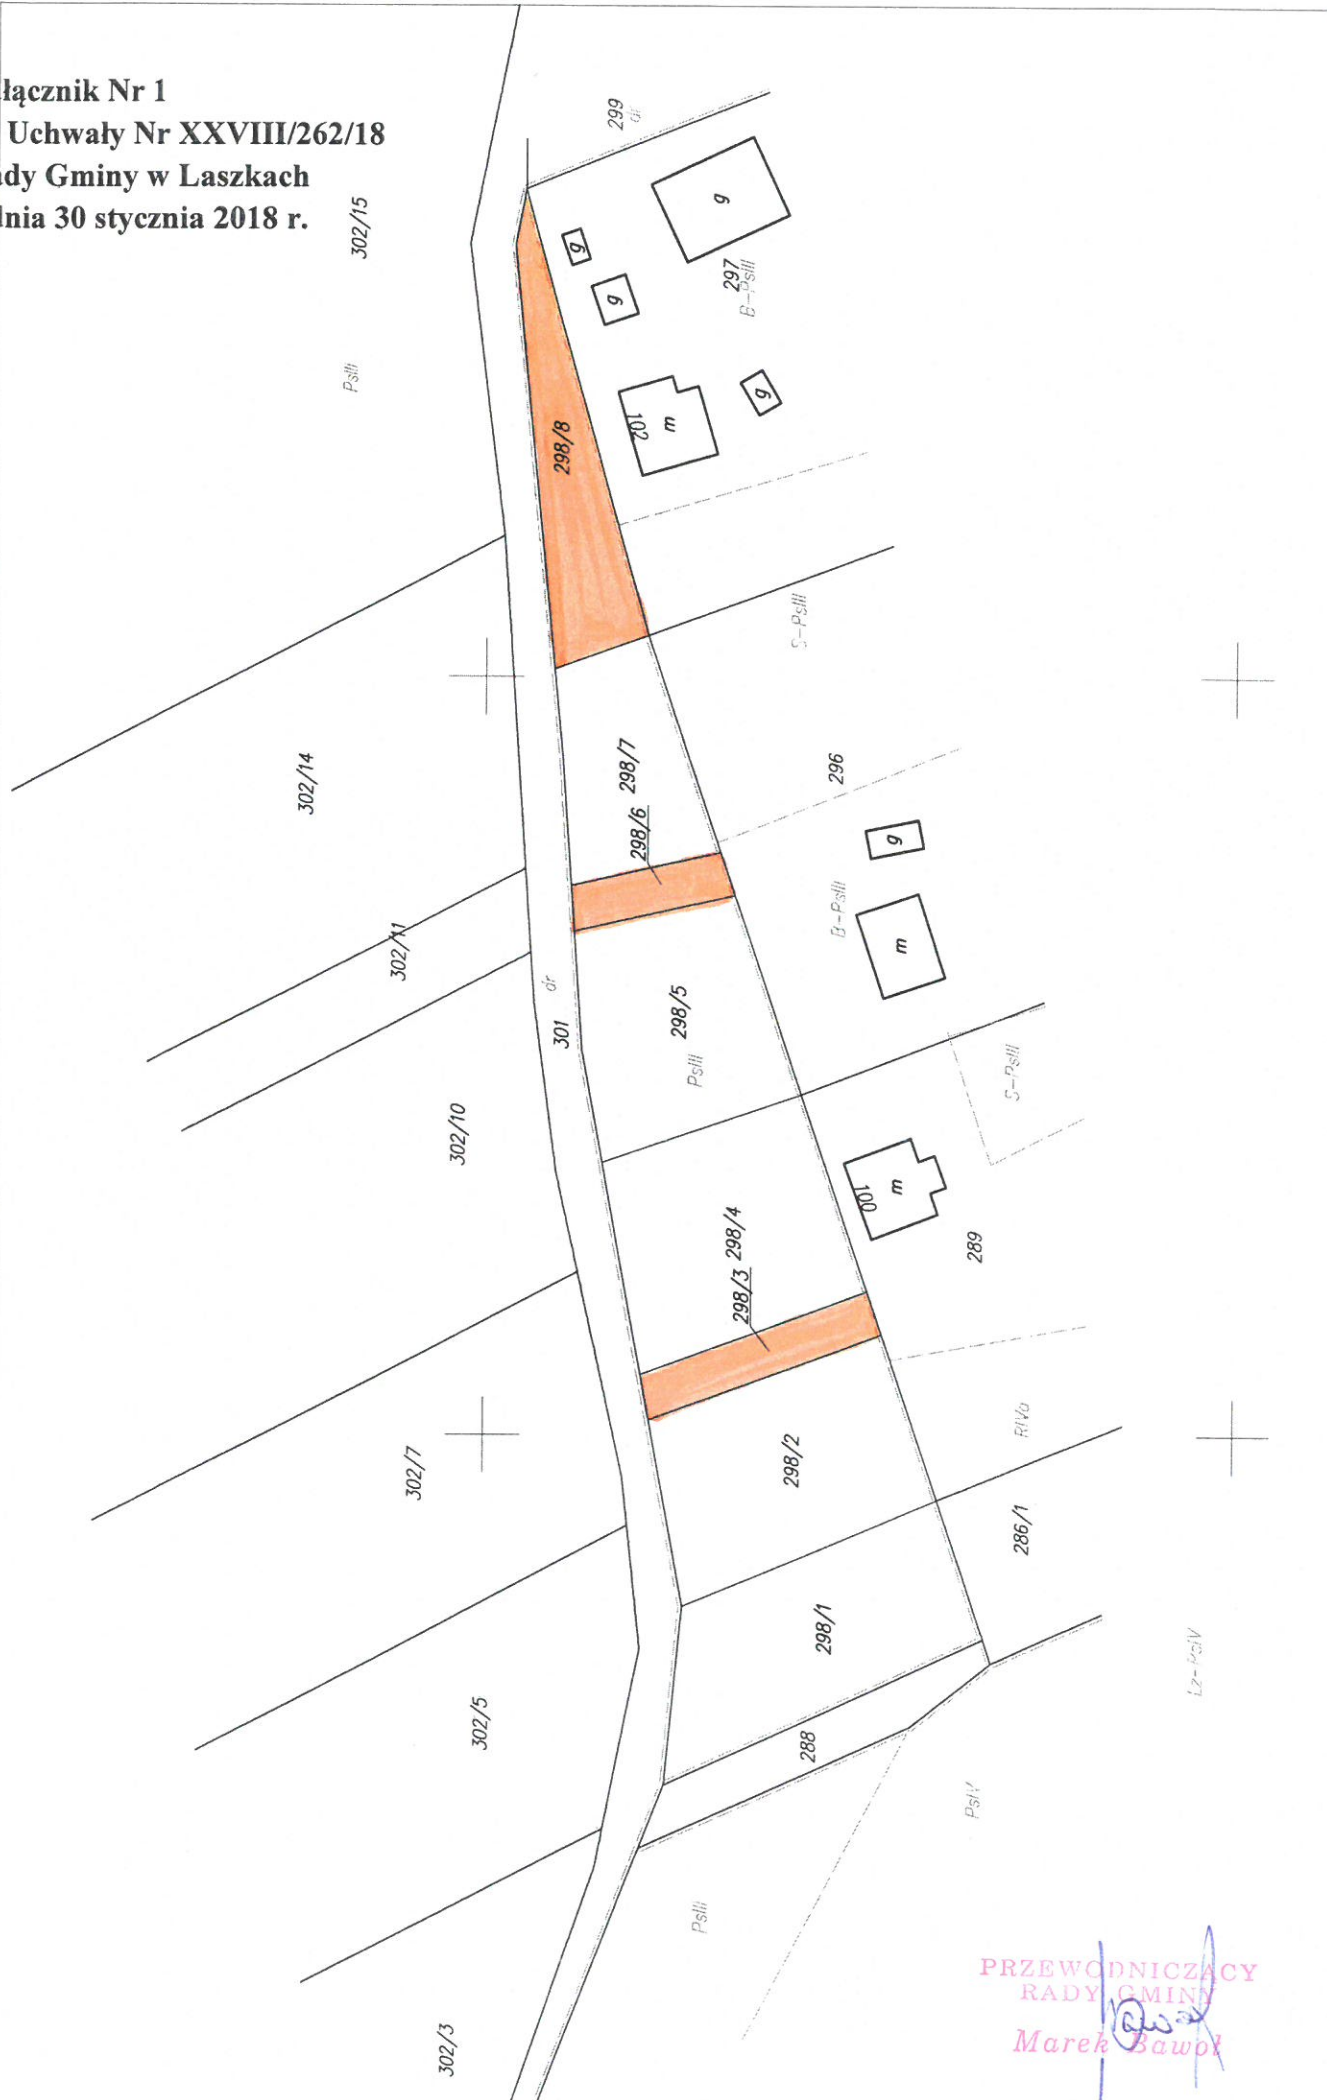 łącznik Nr 1
Uchwały Nr XXVIII/262/18
ady Gminy w Laszkach
dnia 30 stycznia 2018 r.
299
dr
302/15
g
g
g
297
B-PsIII
PsIII
g
102
m
298/8
S-PsIII
302/14
298/7
298/6
296
g
B-PsIII
m
302/11
dr
301
298/5
PsIII
S-PsIII
302/10
100
m
298/4
298/3
289
302/7
298/2
RIVa
286/1
298/1
302/5
288
Lz-PsIV
PsIV
PsIII
302/3
PRZEWODNICZĄCY
RADY GMINY
Marek Bawoł